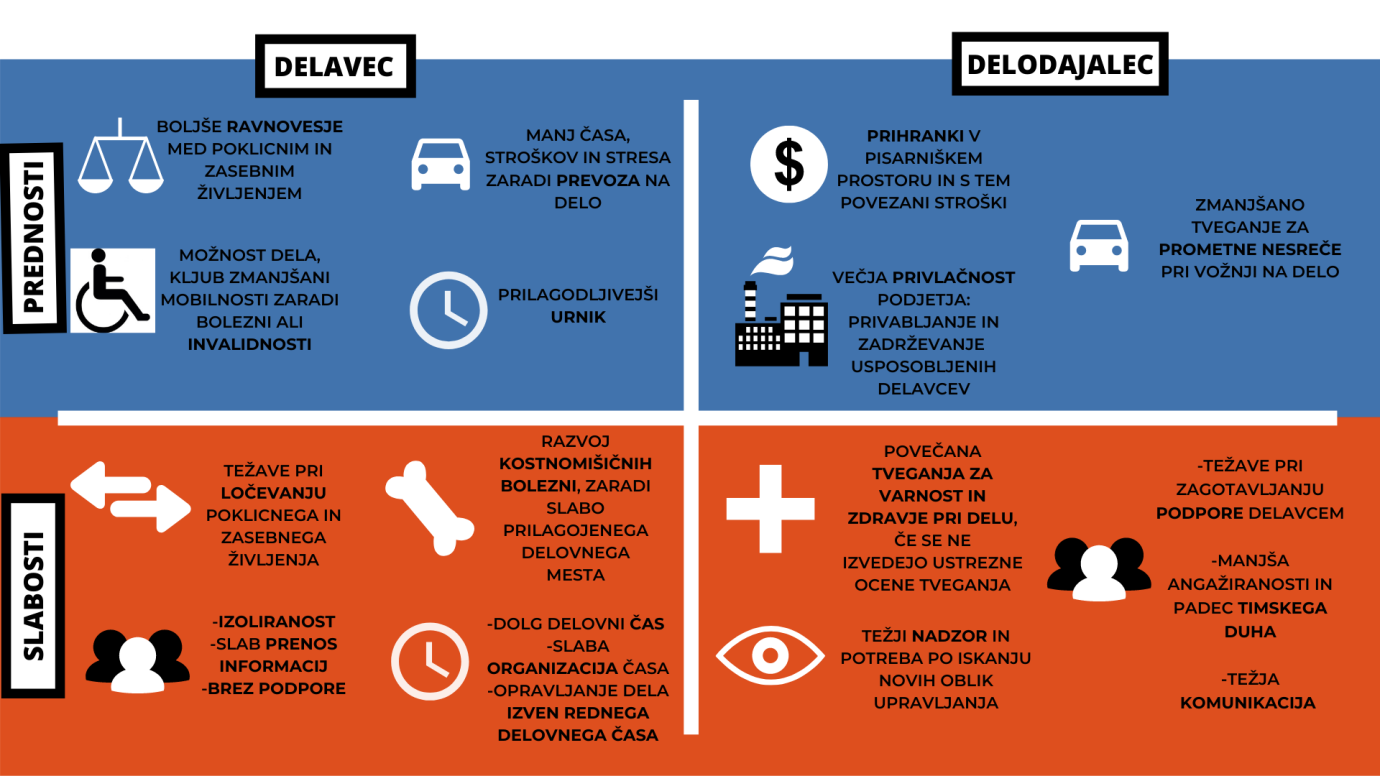 DELAVEC
DELODAJALEC
PREDNOSTI
BOLJŠE RAVNOVESJE
MED POKLICNIM IN
ZASEBNIM
ŽIVLJENJEM
MANJ ČASA,
STROŠKOV IN STRESA
ZARADI PREVOZA NA
DELO
MOŽNOST DELA,
KLJUB ZMANJŠANI
MOBILNOSTI ZARADI
BOLEZNI ALI
INVALIDNOSTI
PRILAGODLJIVEJŠI
URNIK
$
PRIHRANKI V
PISARNIŠKEM
PROSTORU IN S TEM
POVEZANI STROŠKI
ZMANJŠANO
TVEGANJE ZA
PROMETNE NESREČE
PRI VOŽNJI NA DELO
VEČJA PRIVLAČNOST
PODJETJA:
PRIVABLJANJE IN
ZADRŽEVANJE
USPOSOBLJENIH
DELAVCEV
SLABOSTI
TEŽAVE PRI
LOČEVANJU
POKLICNEGA IN
ZASEBNEGA
ŽIVLJENJA
RAZVOJ
KOSTNOMIŠIČNIH
BOLEZNI, ZARADI
SLABO
PRILAGOJENEGA
DELOVNEGA
MESTA
-IZOLIRANOST
-SLAB PRENOS
INFORMACIJ
-BREZ PODPORE
-DOLG DELOVNI ČAS
-SLABA
ORGANIZACIJA ČASA
-OPRAVLJANJE DELA
IZVEN REDNEGA
DELOVNEGA ČASA
POVEČANA
TVEGANJA ZA
VARNOST IN
ZDRAVJE PRI DELU,
ČE SE NE
IZVEDEJO USTREZNE
OCENE TVEGANJA
TEŽJI NADZOR IN
POTREBA PO ISKANJU
NOVIH OBLIK
UPRAVLJANJA
-TEŽAVE PRI
ZAGOTAVLJANJU
PODPORE DELAVCEM
-MANJŠA
ANGAŽIRANOSTI IN
PADEC TIMSKEGA
DUHA
-TEŽJA
KOMUNIKACIJA